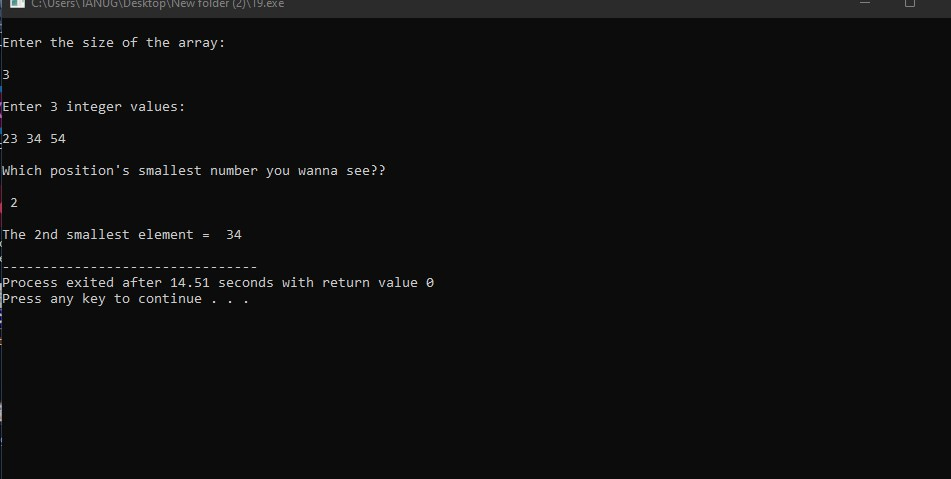 C:\Users\TANUG\Desktop\New folder (2)\19.exe
Enter the size of the array:
3
Enter 3 integer values:
23 34 54
Which position's smallest number you wanna see??
2
The 2nd smallest element =  34
--------------------------------
Process exited after 14.51 seconds with return value 0
Press any key to continue . . .